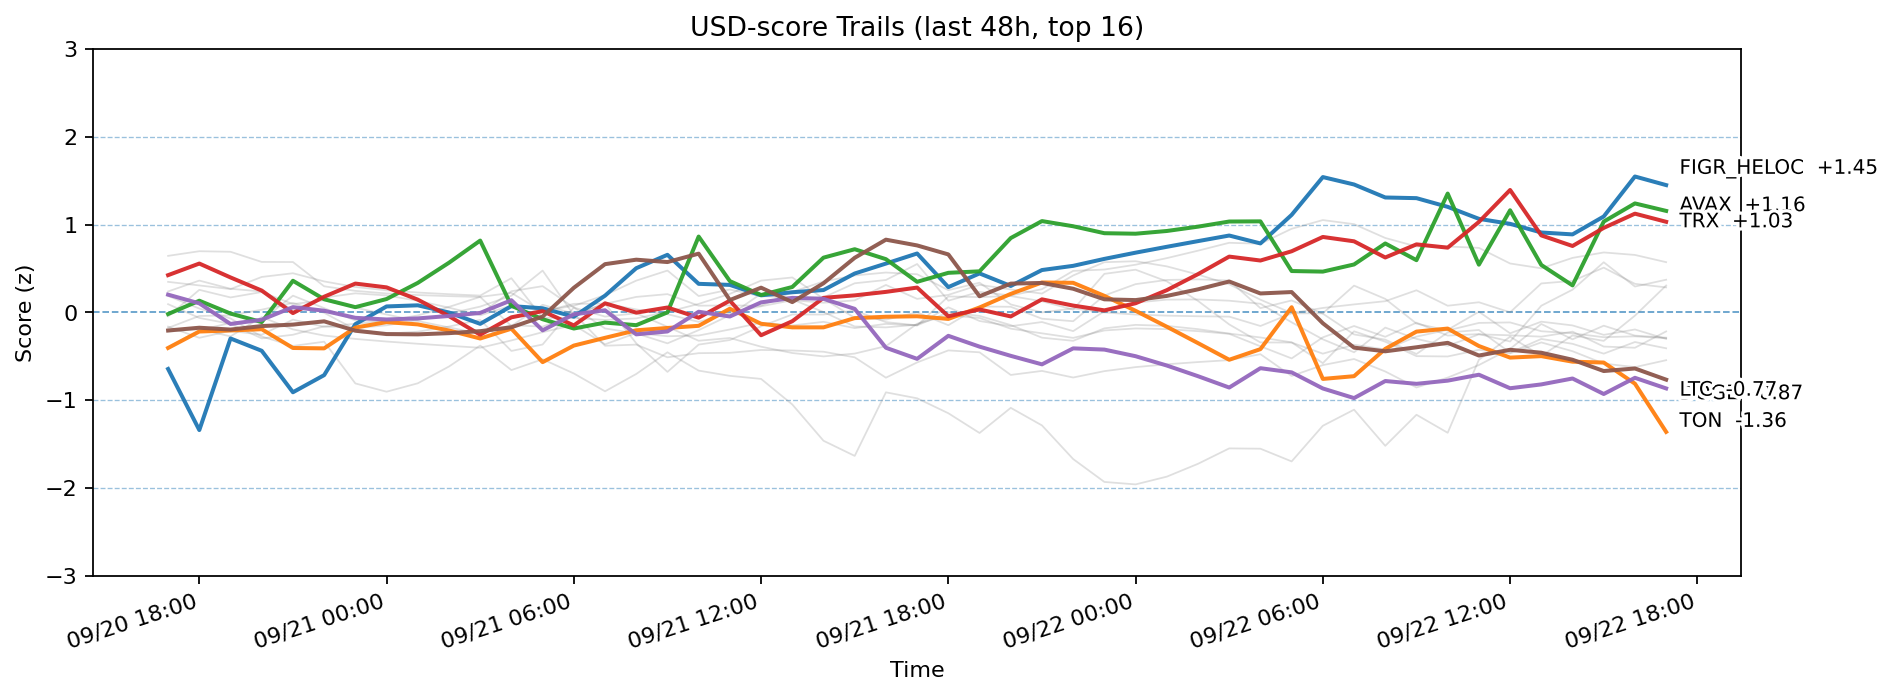 USD-score Trails (last 48h, top 16)
Score (z)
3
2
1
0
−1
−2
−3
FIGR_HELOC +1.45
AVAX +1.16
TRX +1.03
LTC -0.77
TON -1.36
09/20 18:00
09/21 00:00
09/21 06:00
09/21 12:00
09/21 18:00
09/22 00:00
09/22 06:00
09/22 12:00
09/22 18:00
Time